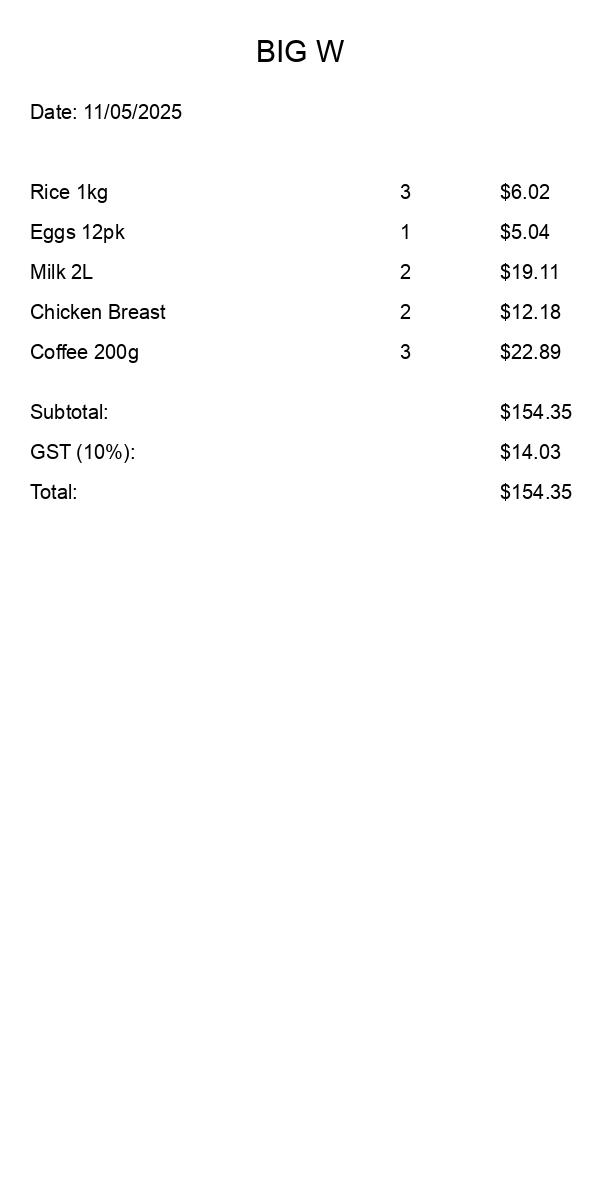 BIG W
Date: 11/05/2025
Rice 1kg 3 $6.02
Eggs 12pk 1 $5.04
Milk 2L 2 $19.11
Chicken Breast 2 $12.18
Coffee 200g 3 $22.89
Subtotal: $154.35
GST (10%): $14.03
Total: $154.35